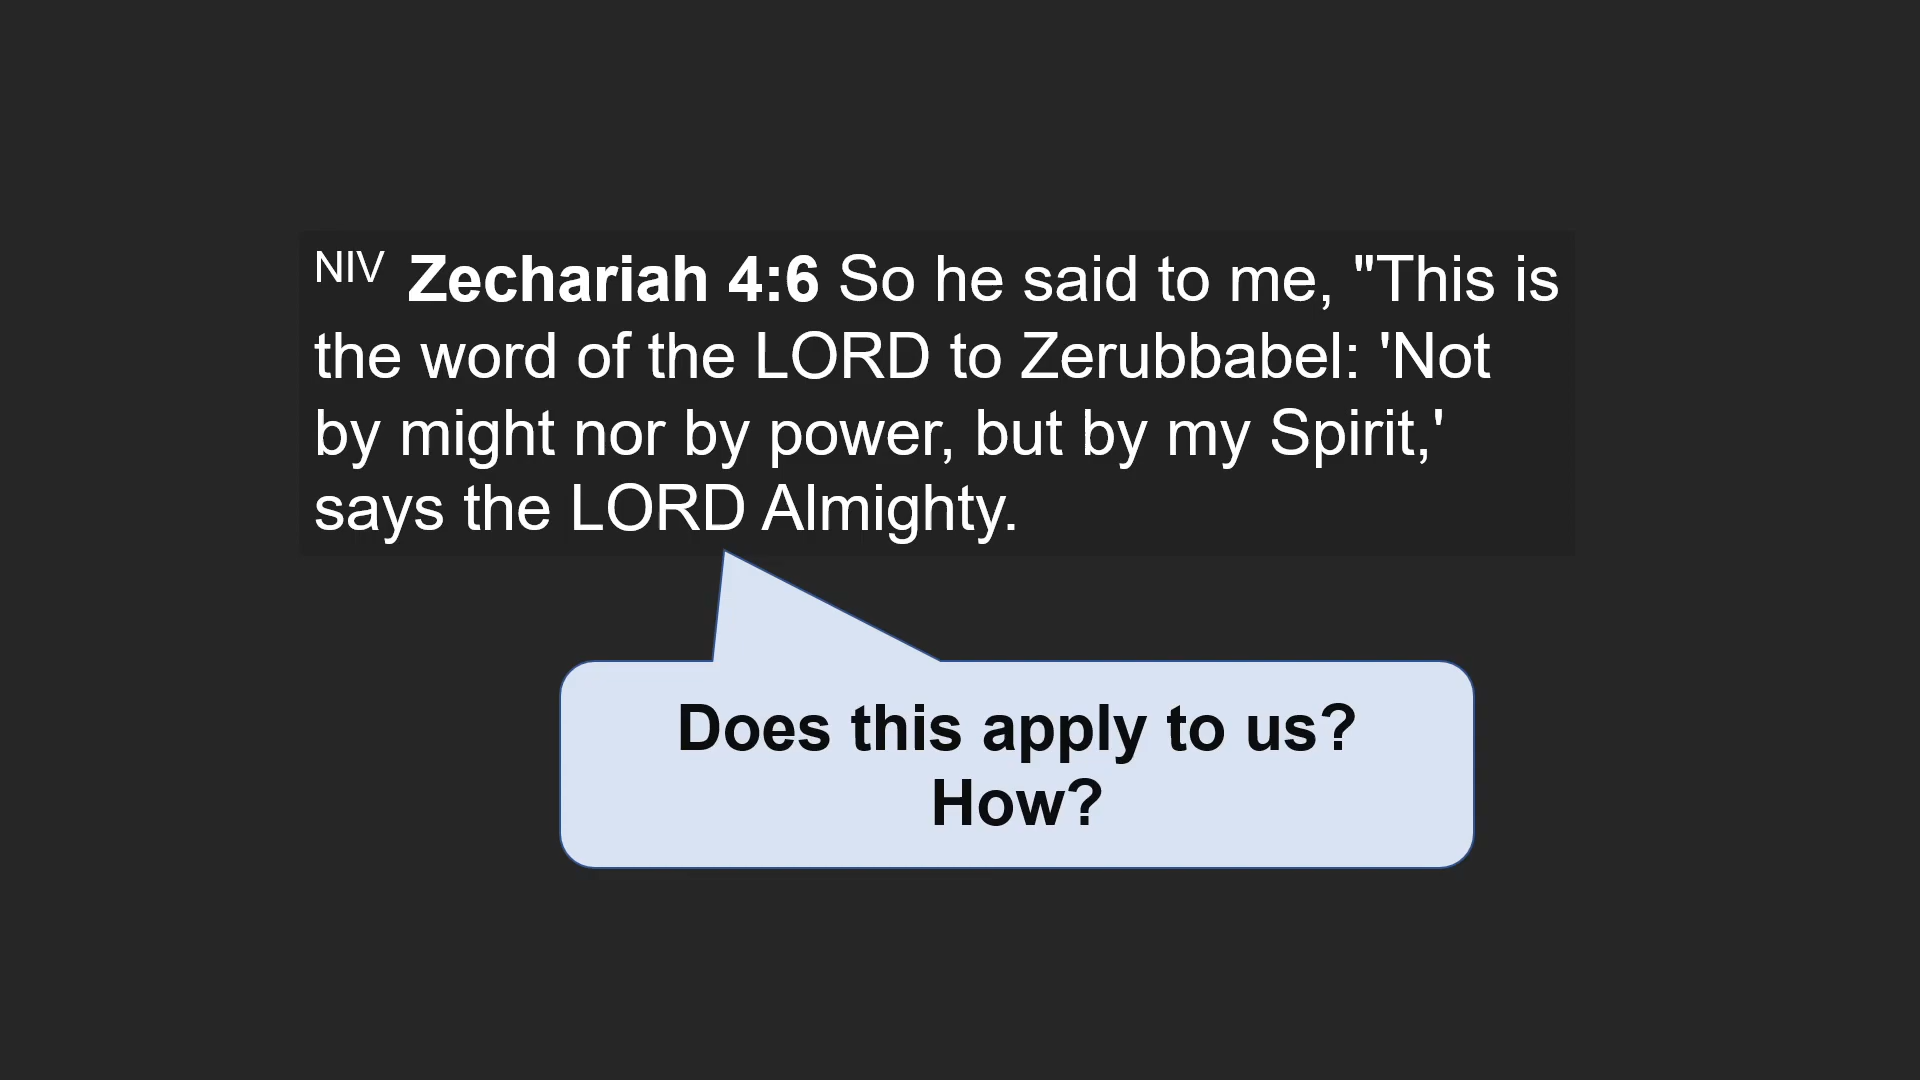 NIV Zechariah 4:6 So he said to me, "This is
the word of the LORD to Zerubbabel: 'Not
by might nor by power, but by my Spirit,'
says the LORD Almighty.
Does this apply to us?
How?